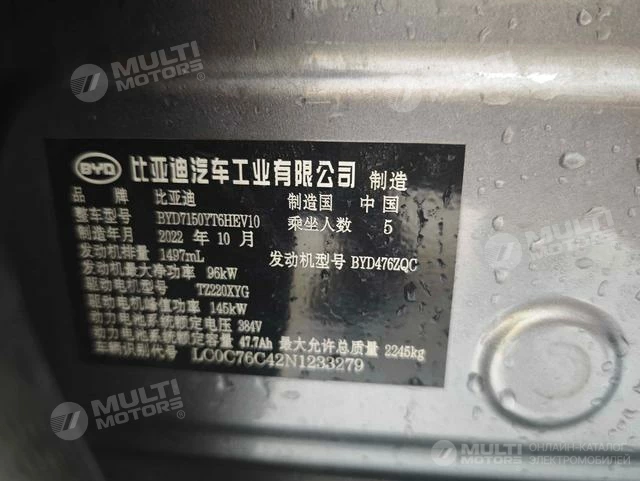 MULTI MOTORS®
MULTI MOTORS®
BYD 比亚迪汽车工业有限公司 制造
品 牌 比亚迪 制造国 中国
整车型号 BYD7150YT6HEV10 乘坐人数 5
制造年月 2022 年 10 月
发动机排量 1497mL 发动机型号 BYD476ZQC
发动机最大净功率 96kW
驱动电机型号 TZ220XYG
驱动电机峰值功率 145kW
动力电池系统额定电压 384V
动力电池系统额定容量 47.7Ah 最大允许总质量 2245kg
车辆识别代号 LC0C76C42N1233279
MULTI MOTORS®
MULTI MOTORS
ОНЛАЙН-КАТАЛОГ ЭЛЕКТРОМОБИЛЕЙ